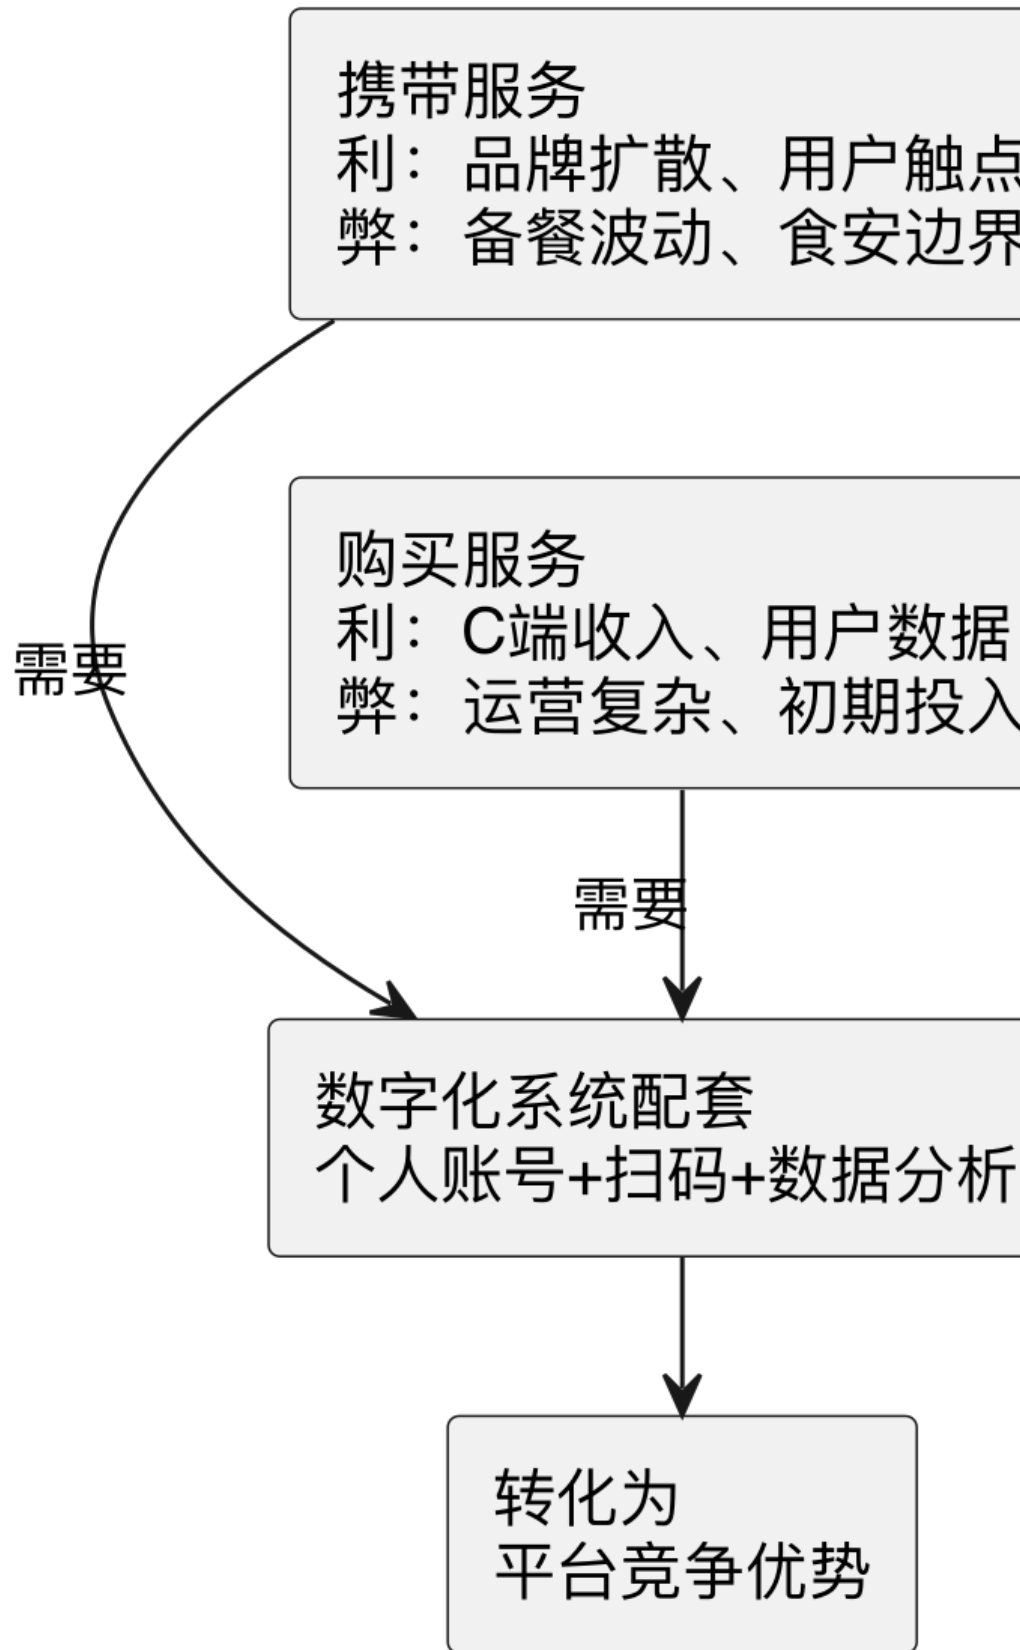 携带服务
利：品牌扩散、用户触点
弊：备餐波动、食安边界
购买服务
利：C端收入、用户数据
弊：运营复杂、初期投入
需要
需要
数字化系统配套
个人账号+扫码+数据分析
转化为
平台竞争优势